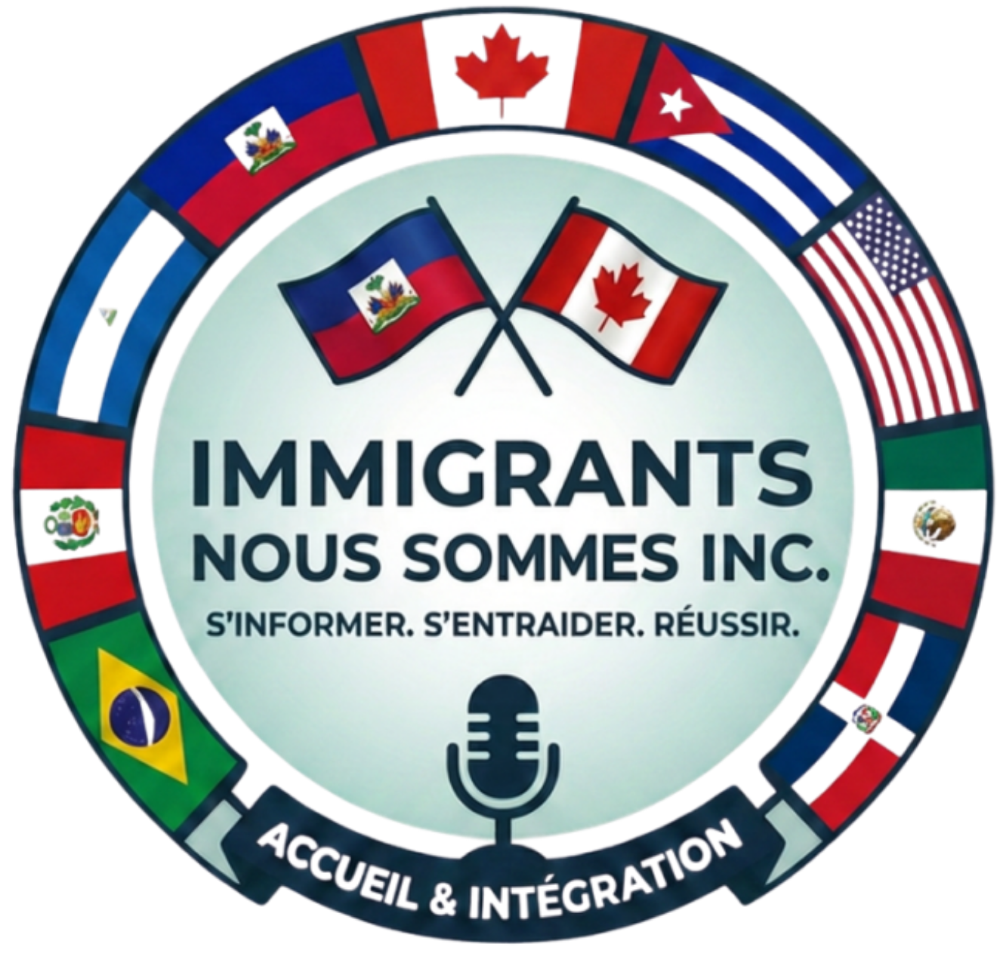 IMMIGRANTS
NOUS SOMMES INC.
S'INFORMER. S'ENTRAIDER. RÉUSSIR.
ACCUEIL & INTÉGRATION